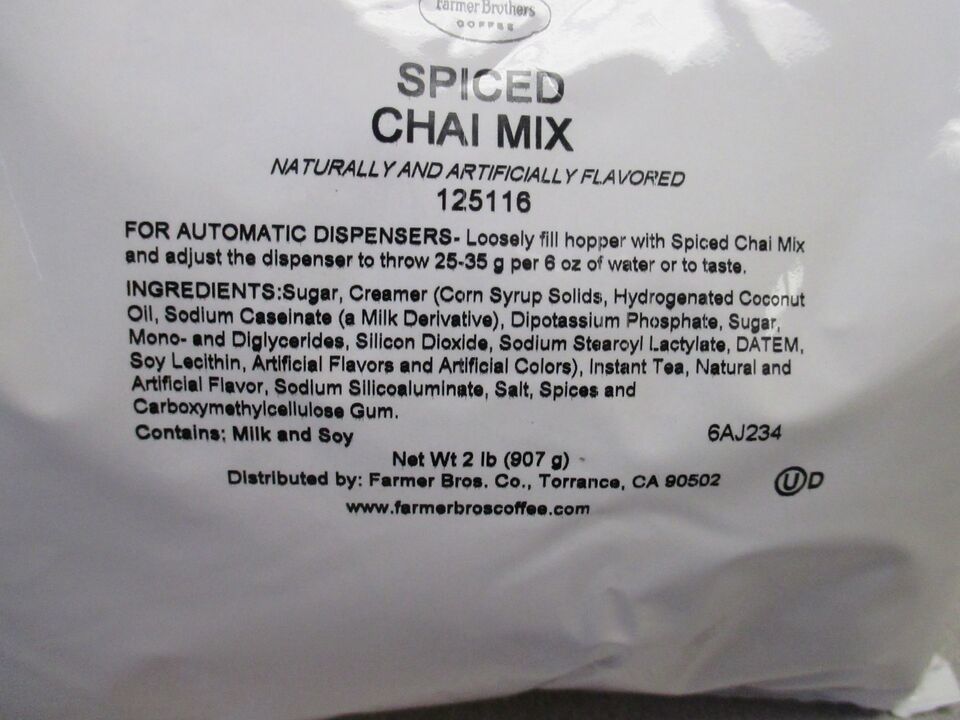 Farmer Brothers
COFFEE
SPICED
CHAI MIX
NATURALLY AND ARTIFICIALLY FLAVORED
125116
FOR AUTOMATIC DISPENSERS- Loosely fill hopper with Spiced Chai Mix
and adjust the dispenser to throw 25-35 g per 6 oz of water or to taste.
INGREDIENTS:Sugar, Creamer (Corn Syrup Solids, Hydrogenated Coconut
Oil, Sodium Caseinate (a Milk Derivative), Dipotassium Phosphate, Sugar,
Mono- and Diglycerides, Silicon Dioxide, Sodium Stearoyl Lactylate, DATEM,
Soy Lecithin, Artificial Flavors and Artificial Colors), Instant Tea, Natural and
Artificial Flavor, Sodium Silicoaluminate, Salt, Spices and
Carboxymethylcellulose Gum.
Contains: Milk and Soy 6AJ234
Net Wt 2 lb (907 g)
Distributed by: Farmer Bros. Co., Torrance, CA 90502 Ⓤ D
www.farmerbroscoffee.com